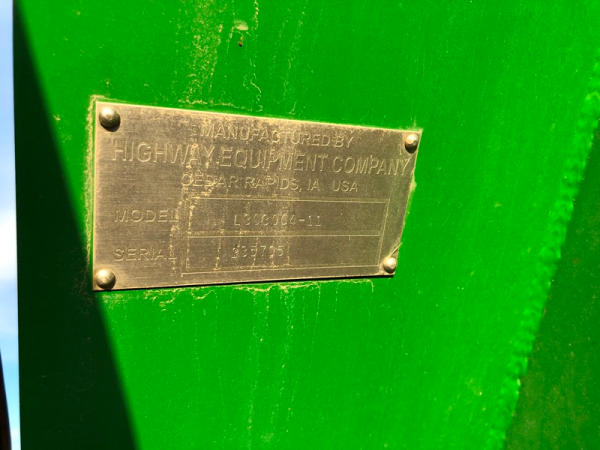 MANUFACTURED BY
HIGHWAY EQUIPMENT COMPANY
CEDAR RAPIDS, IA USA
MODEL
SERIAL